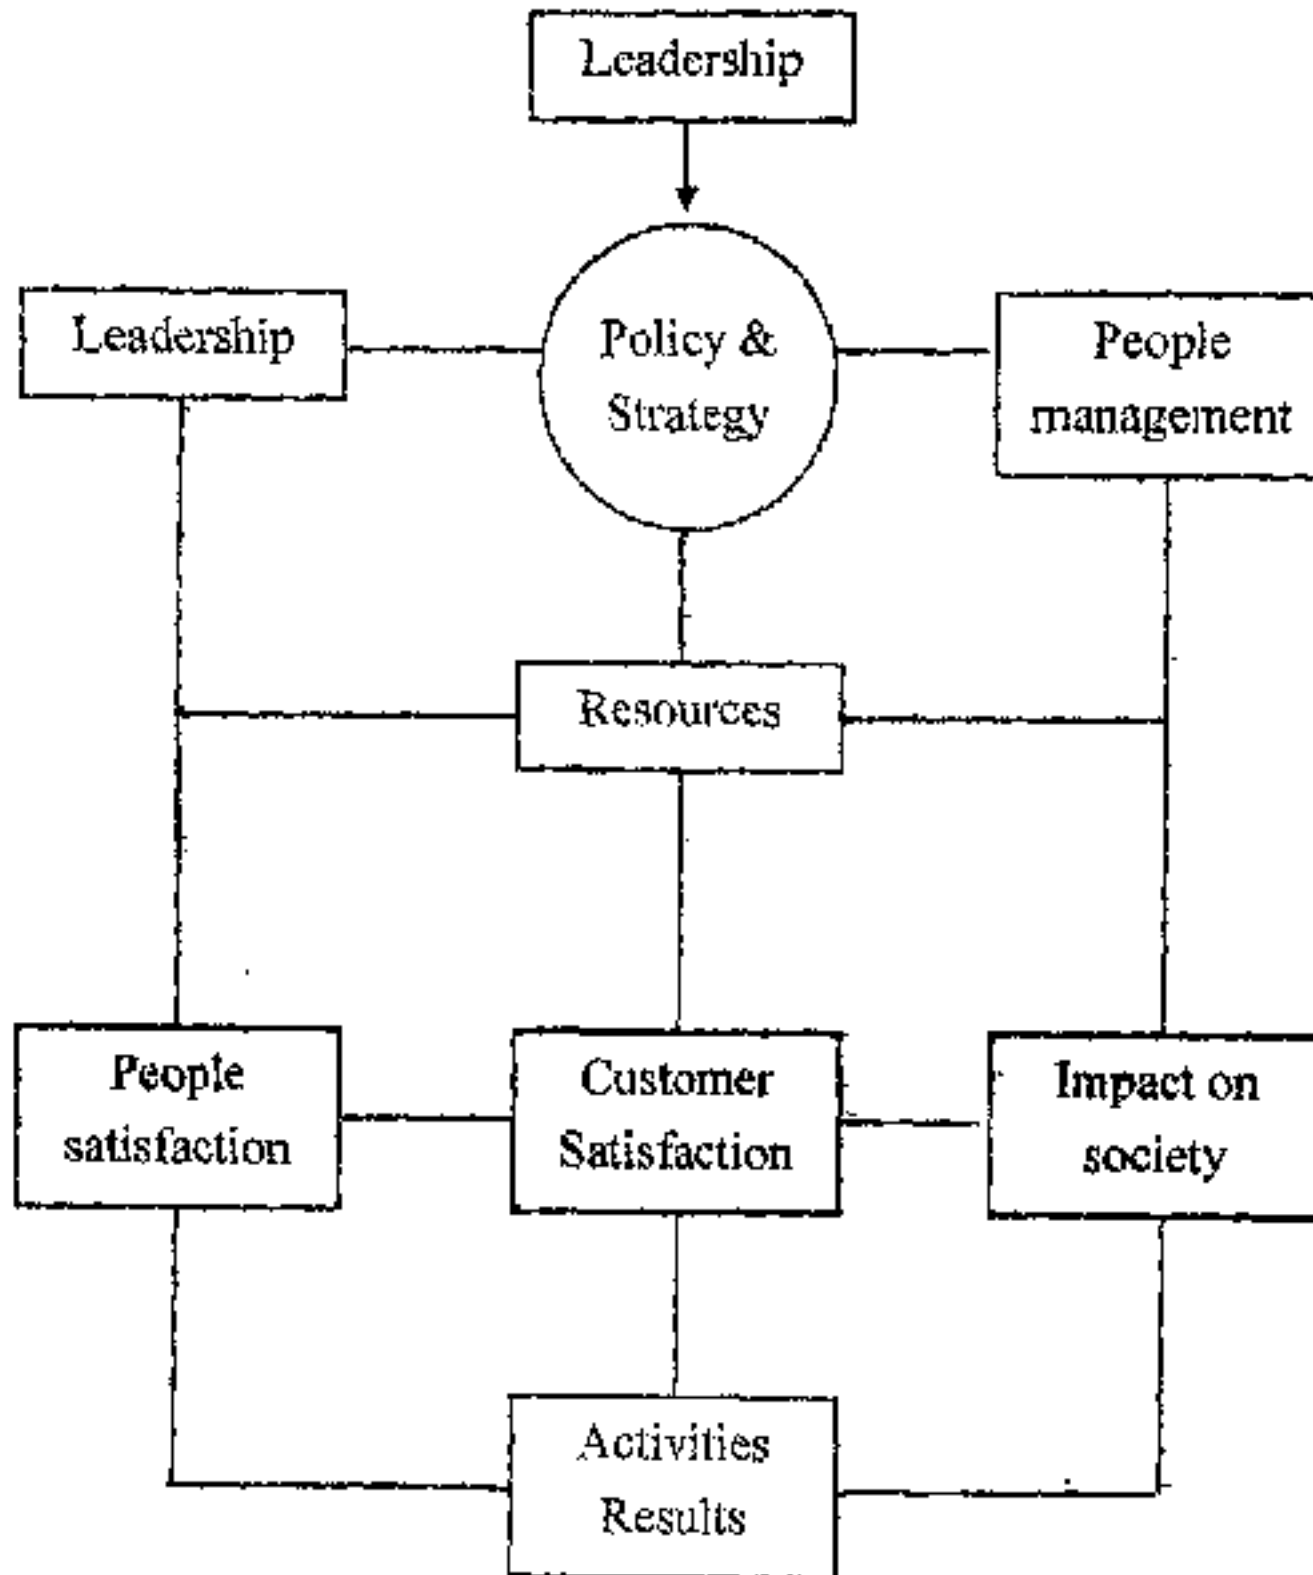 Leadership
Leadership
Policy &
Strategy
People
management
Resources
People
satisfaction
Customer
Satisfaction
Impact on
society
Activities
Results